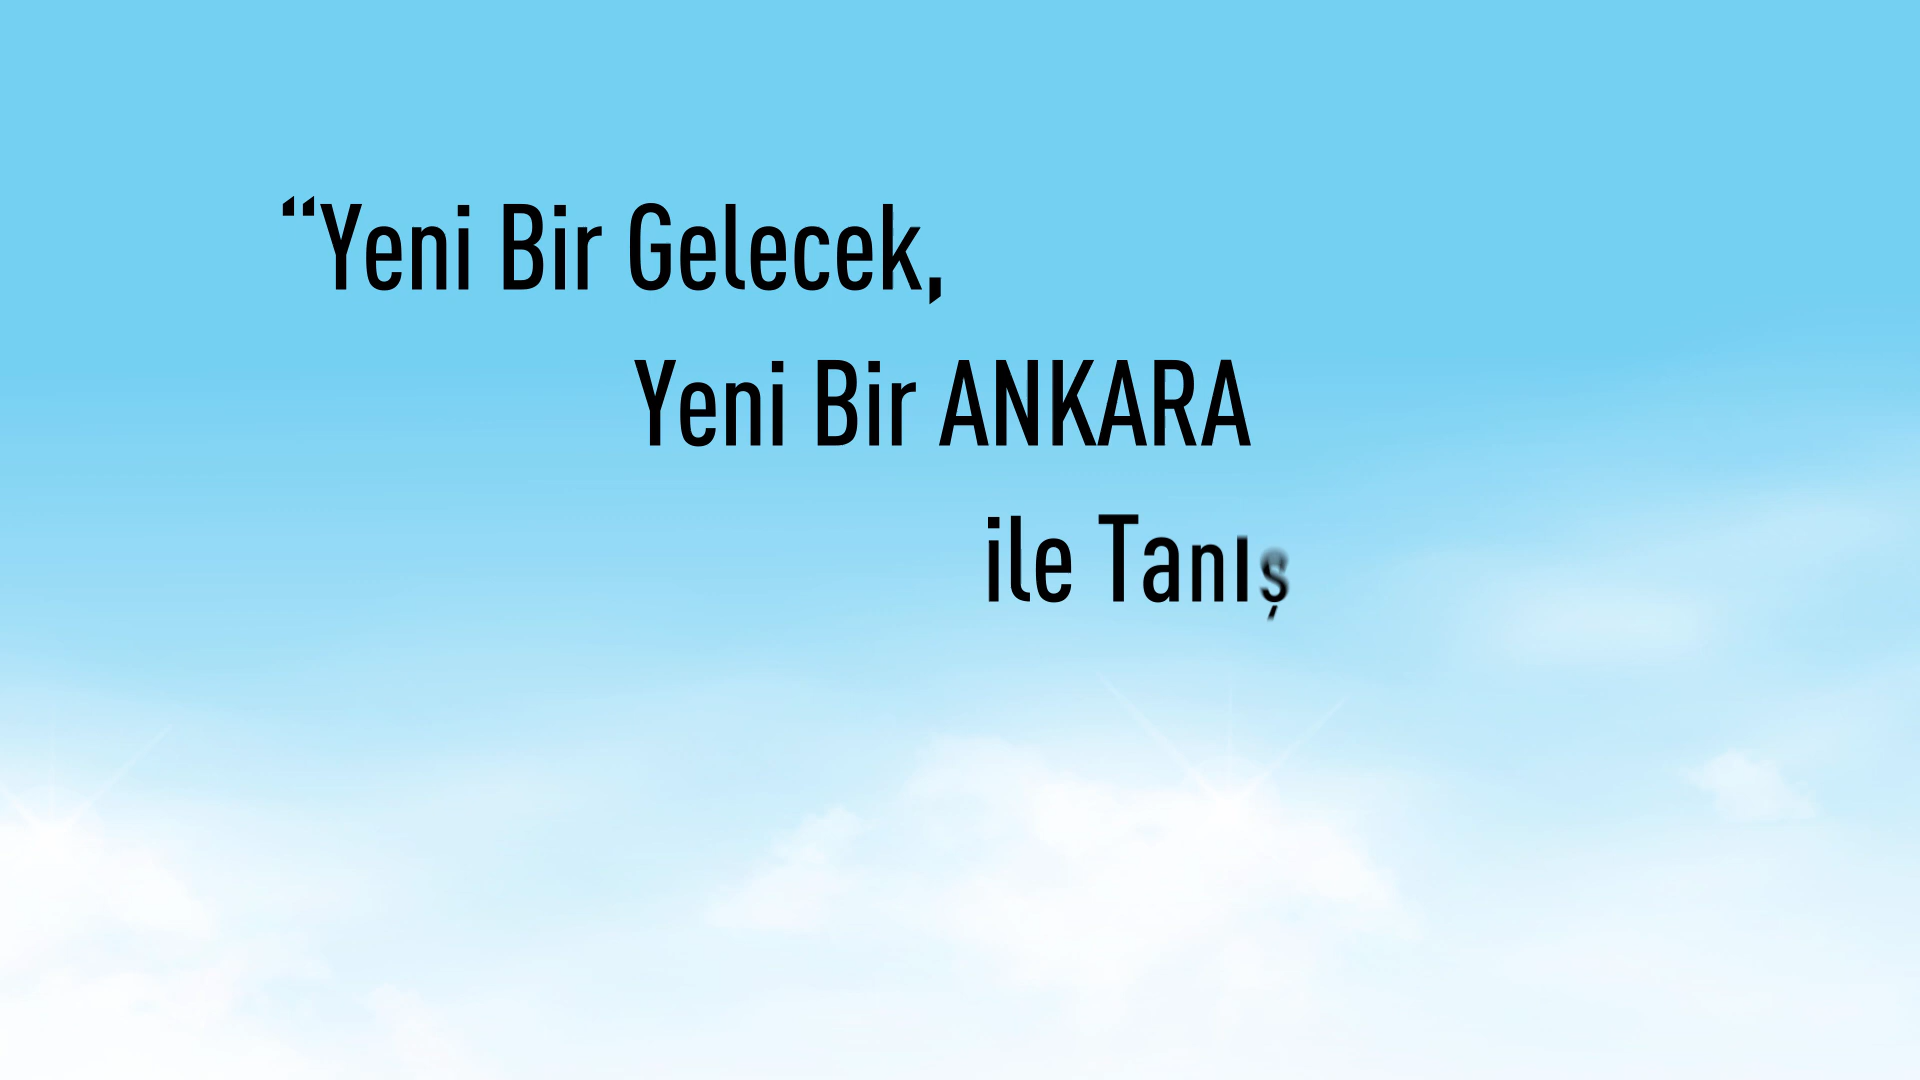 “Yeni Bir Gelecek,
Yeni Bir ANKARA
ile Tanış